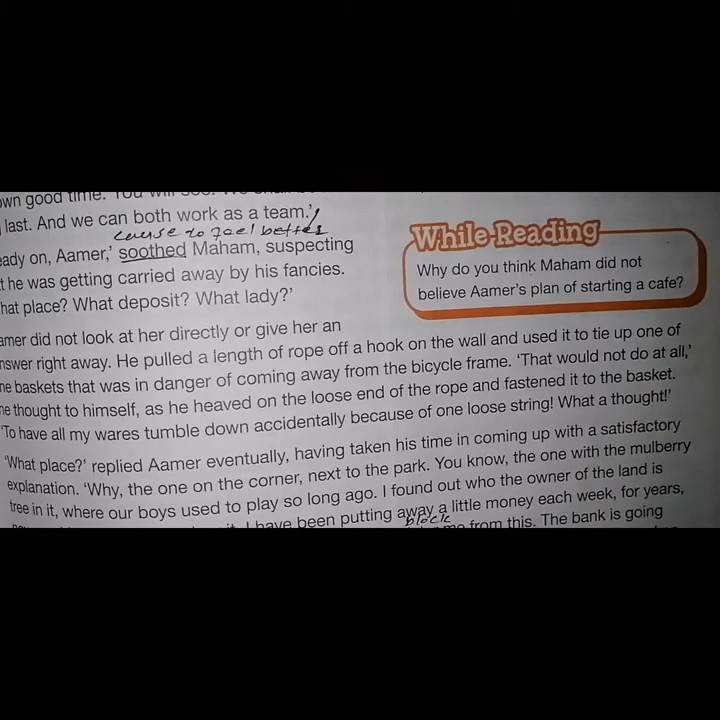 own good time. You will see. We shall be
last. And we can both work as a team.'
cause to feel better
eady on, Aamer,' soothed Maham, suspecting
t he was getting carried away by his fancies.
hat place? What deposit? What lady?'
While-Reading
Why do you think Maham did not
believe Aamer's plan of starting a cafe?
amer did not look at her directly or give her an
nswer right away. He pulled a length of rope off a hook on the wall and used it to tie up one of
ne baskets that was in danger of coming away from the bicycle frame. 'That would not do at all,'
he thought to himself, as he heaved on the loose end of the rope and fastened it to the basket.
'To have all my wares tumble down accidentally because of one loose string! What a thought!'
'What place?' replied Aamer eventually, having taken his time in coming up with a satisfactory
explanation. 'Why, the one on the corner, next to the park. You know, the one with the mulberry
tree in it, where our boys used to play so long ago. I found out who the owner of the land is
I have been putting away a little money each week, for years,
block
me from this. The bank is going